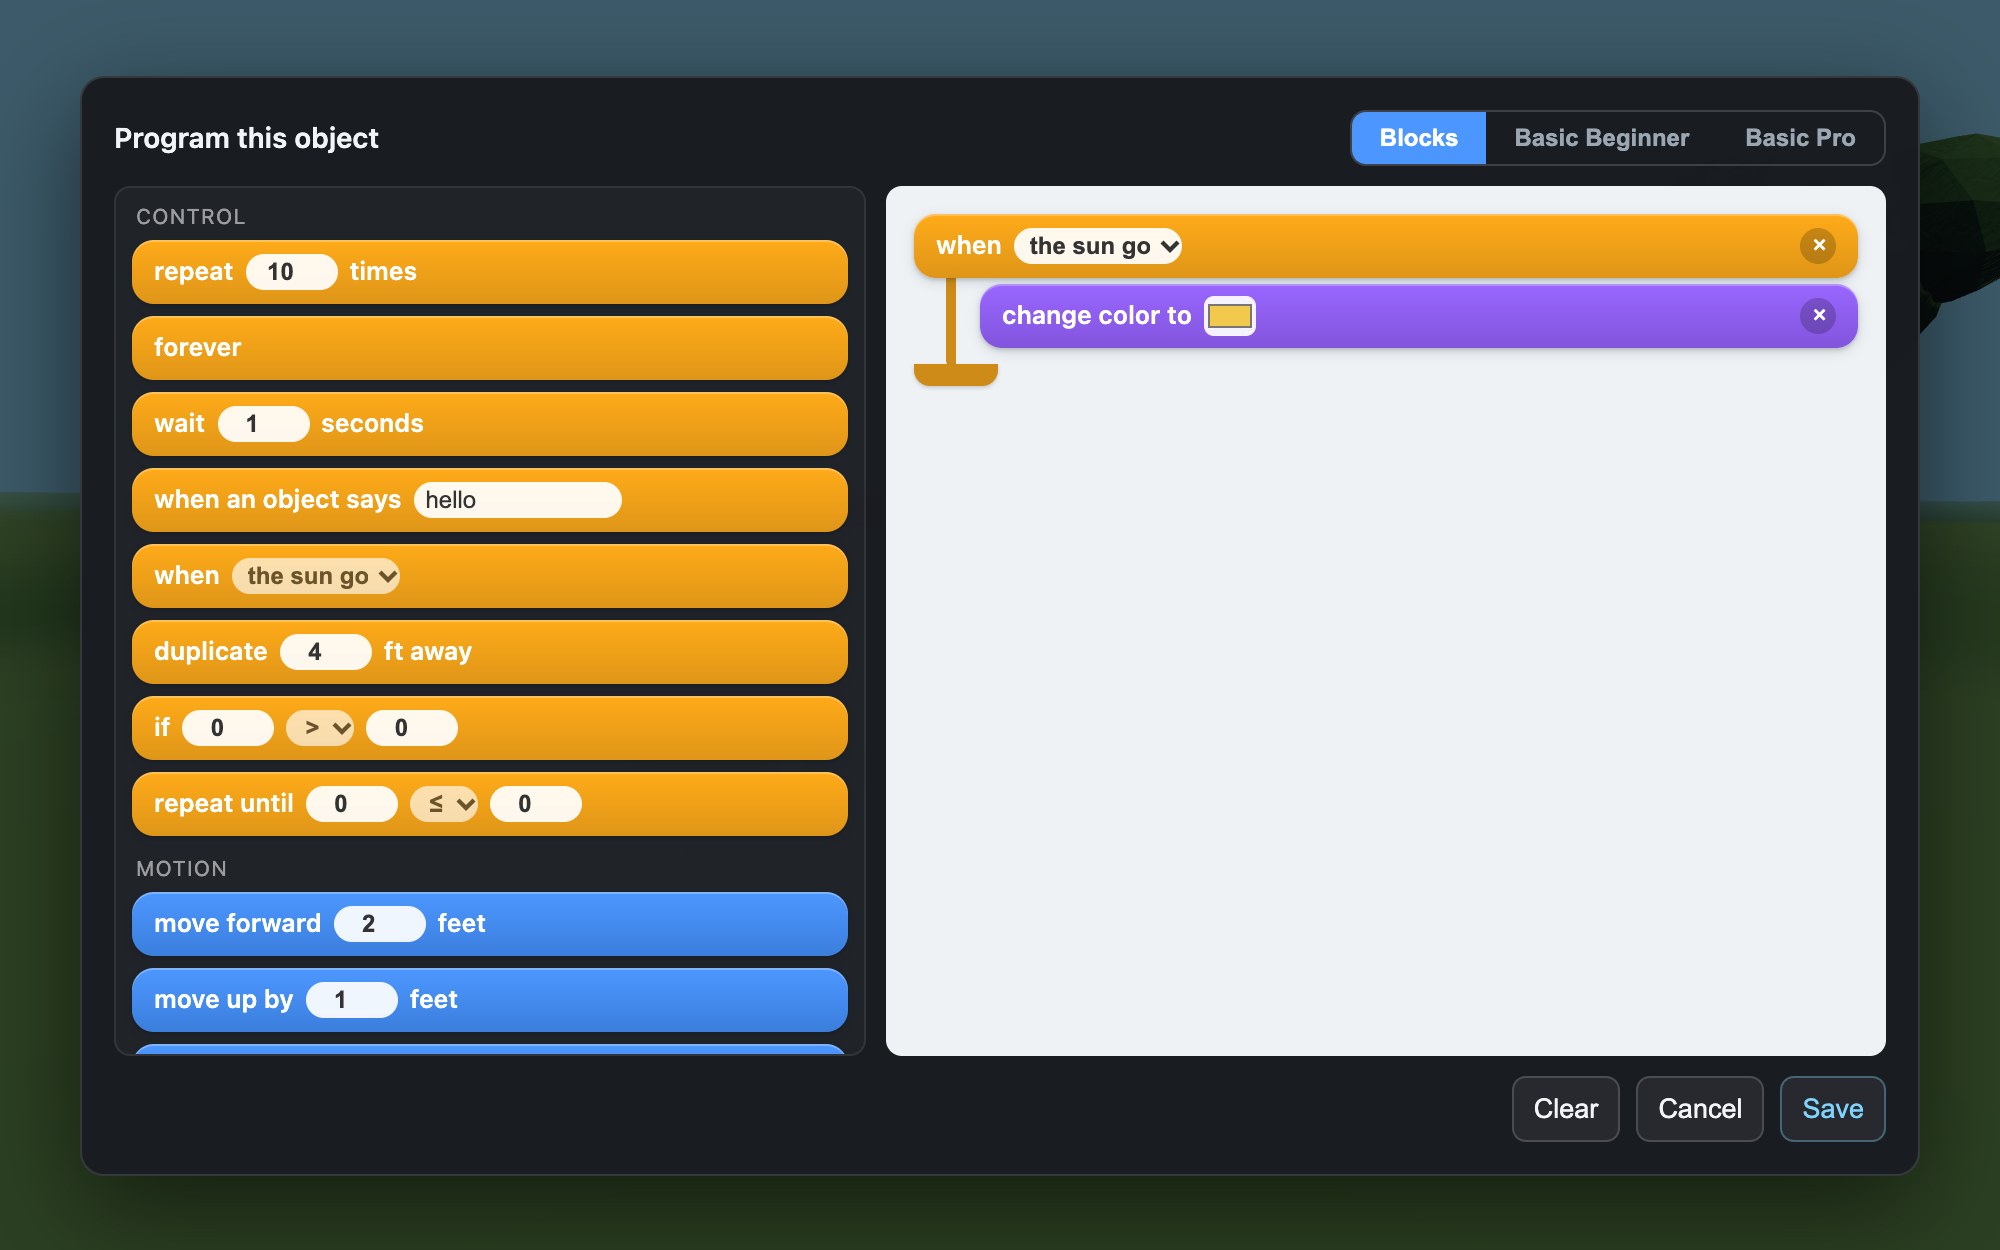 Program this object
Blocks Basic Beginner Basic Pro
CONTROL
repeat 10 times
forever
wait 1 seconds
when an object says hello
when the sun go
duplicate 4 ft away
if 0 > 0
repeat until 0 ≤ 0
MOTION
move forward 2 feet
move up by 1 feet
when the sun go ×
change color to ×
Clear Cancel Save